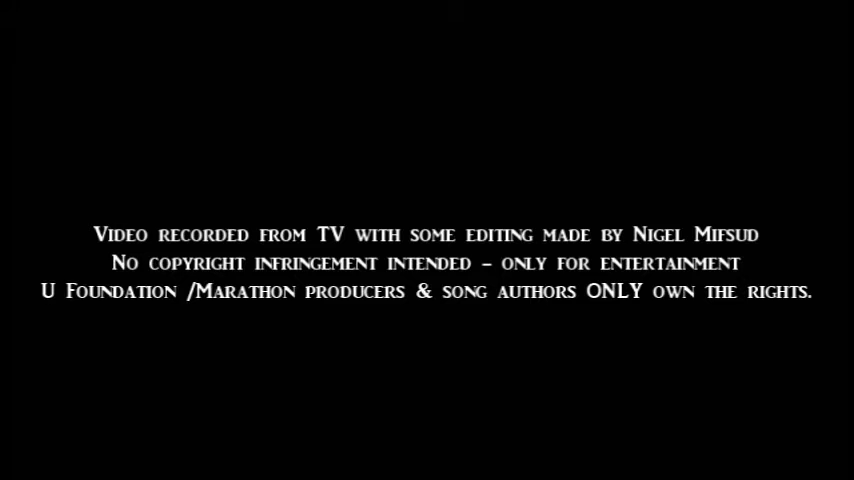 Video recorded from TV with some editing made by Nigel Mifsud
No copyright infringement intended – only for entertainment
U Foundation /Marathon producers & song authors ONLY own the rights.